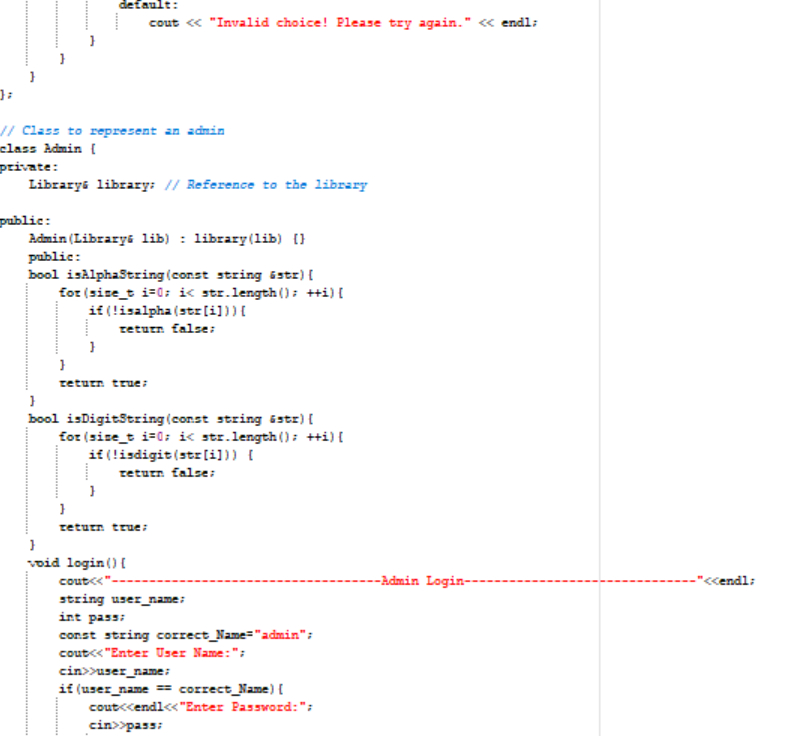 default:
cout << "Invalid choice! Please try again." << endl;
}
}
}
};
// Class to represent an admin
class Admin {
private:
Library& library; // Reference to the library
public:
Admin(Library& lib) : library(lib) {}
public:
bool isAlphaString(const string &str){
for(size_t i=0; i< str.length(); ++i){
if(!isalpha(str[i])){
return false;
}
}
return true;
}
bool isDigitString(const string &str){
for(size_t i=0; i< str.length(); ++i){
if(!isdigit(str[i])) {
return false;
}
}
return true;
}
void login(){
cout<<"------------------------------------Admin Login-------------------------------"<<endl;
string user_name;
int pass;
const string correct_Name="admin";
cout<<"Enter User Name:";
cin>>user_name;
if(user_name == correct_Name){
cout<<endl<<"Enter Password:";
cin>>pass;